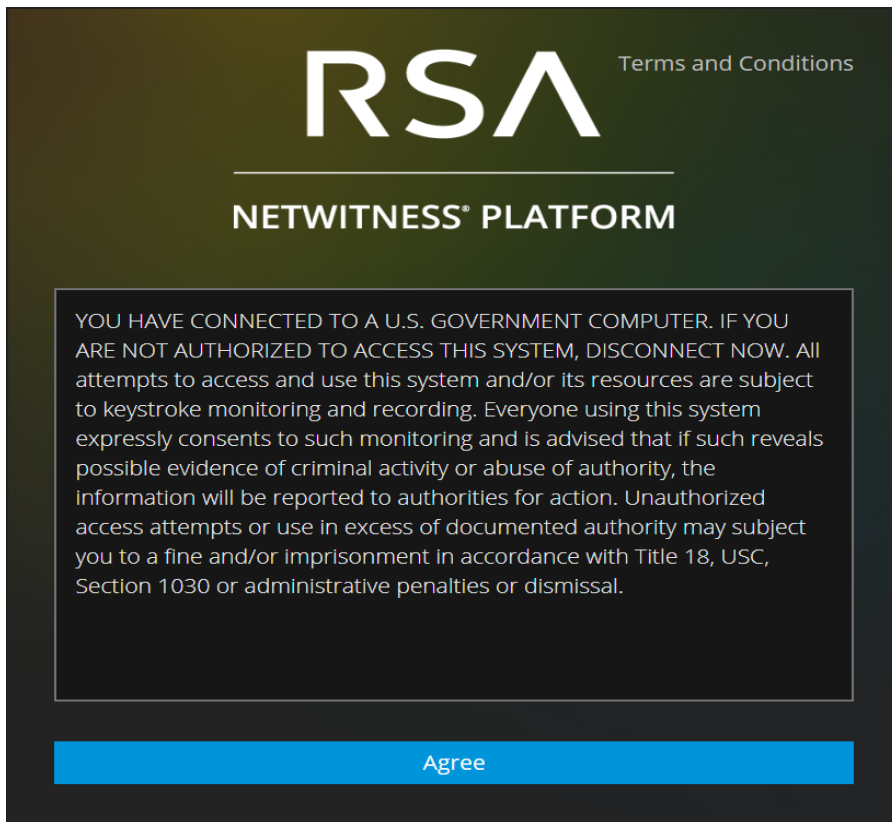 RSA
Terms and Conditions
NETWITNESS® PLATFORM
YOU HAVE CONNECTED TO A U.S. GOVERNMENT COMPUTER. IF YOU
ARE NOT AUTHORIZED TO ACCESS THIS SYSTEM, DISCONNECT NOW. All
attempts to access and use this system and/or its resources are subject
to keystroke monitoring and recording. Everyone using this system
expressly consents to such monitoring and is advised that if such reveals
possible evidence of criminal activity or abuse of authority, the
information will be reported to authorities for action. Unauthorized
access attempts or use in excess of documented authority may subject
you to a fine and/or imprisonment in accordance with Title 18, USC,
Section 1030 or administrative penalties or dismissal.
Agree